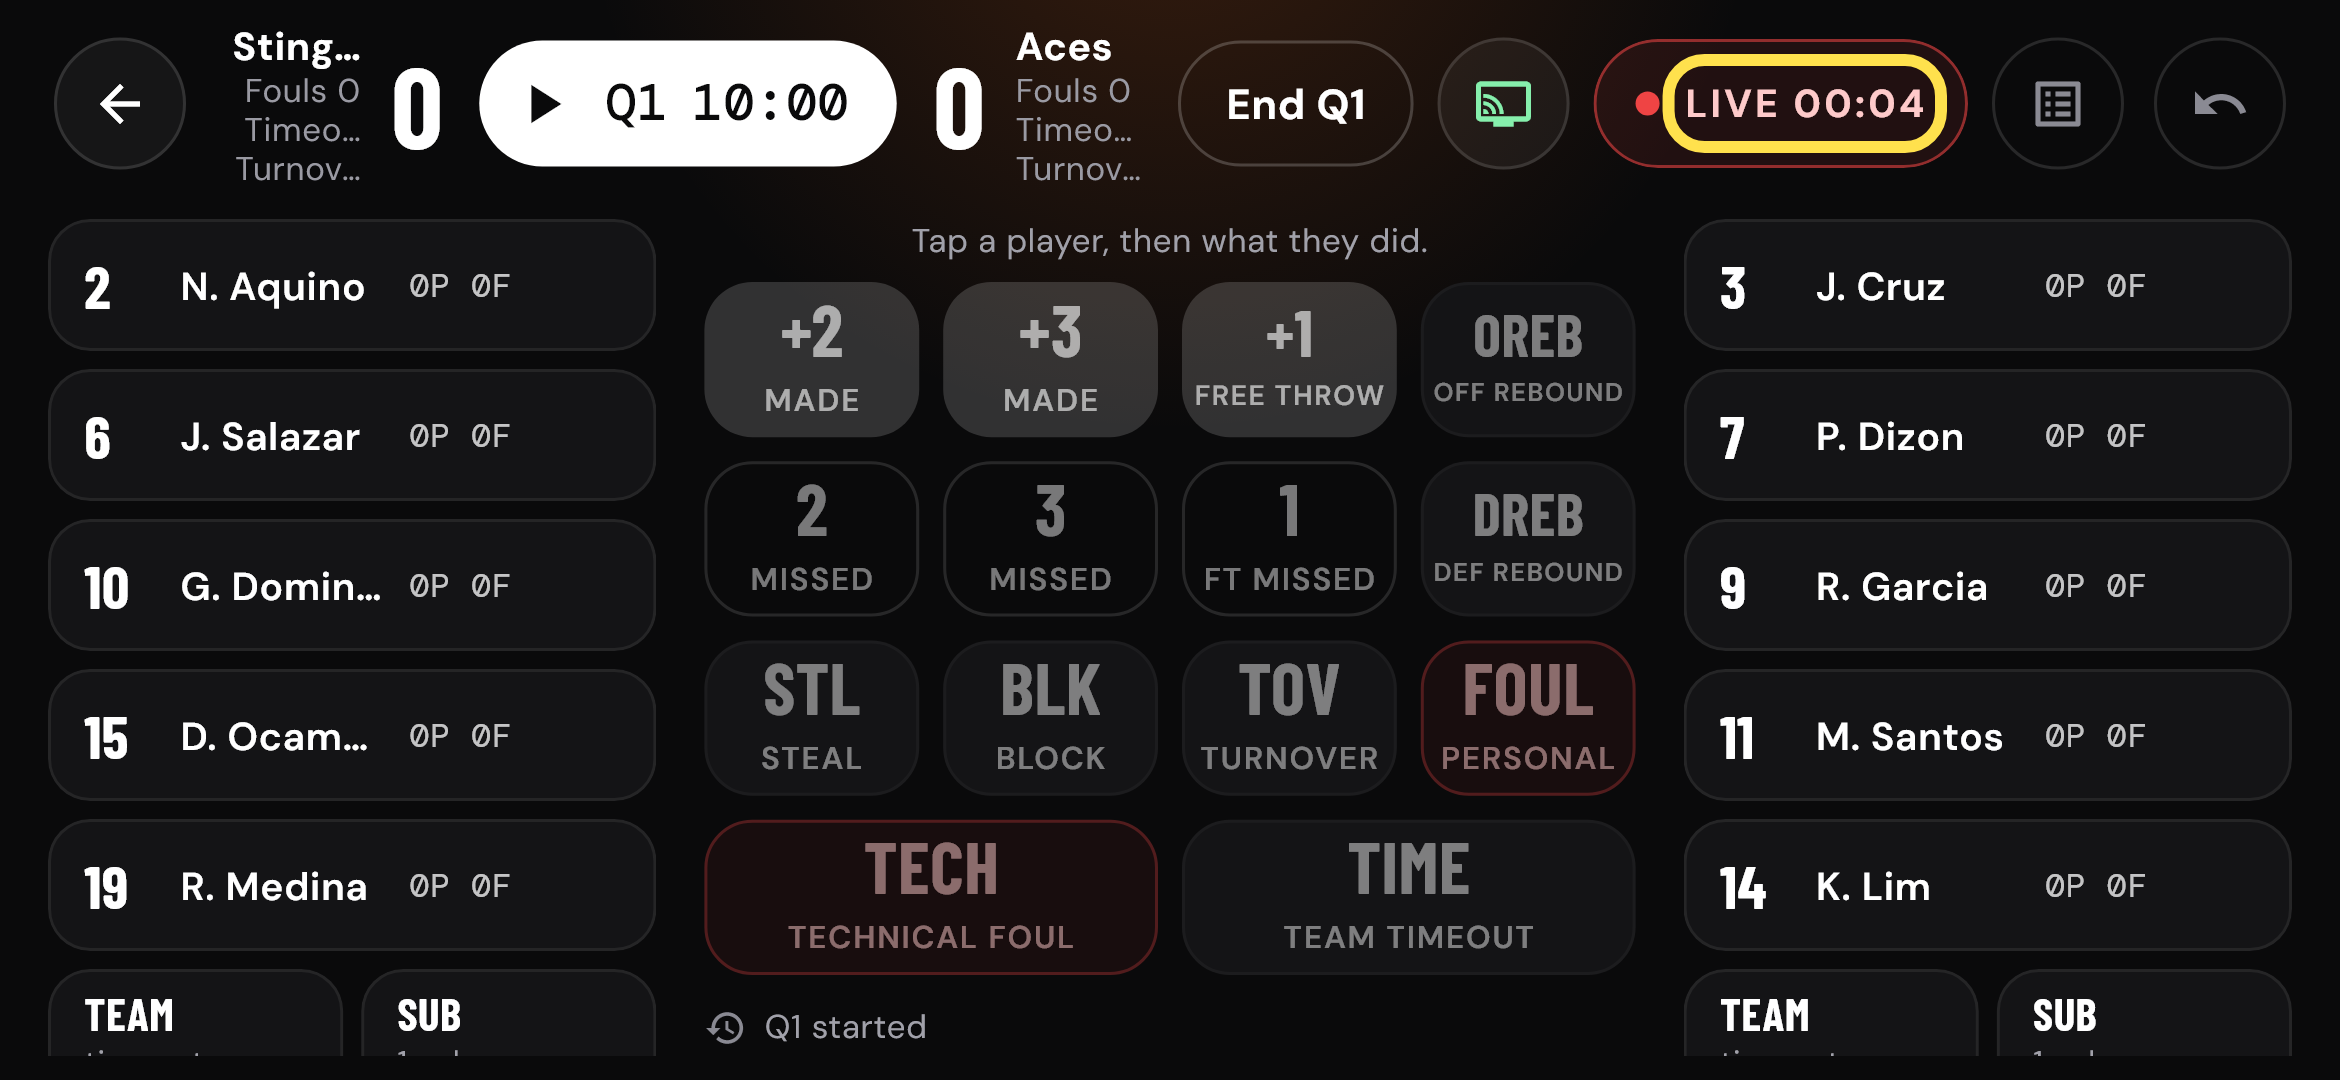 Sting...
Fouls 0
Timeo...
Turnov...
0
Q1 10:00
0
Aces
Fouls 0
Timeo...
Turnov...
End Q1
LIVE 00:04
Tap a player, then what they did.
2 N. Aquino 0P 0F
6 J. Salazar 0P 0F
10 G. Domin... 0P 0F
15 D. Ocam... 0P 0F
19 R. Medina 0P 0F
TEAM
SUB
+2
MADE
+3
MADE
+1
FREE THROW
OREB
OFF REBOUND
2
MISSED
3
MISSED
1
FT MISSED
DREB
DEF REBOUND
STL
STEAL
BLK
BLOCK
TOV
TURNOVER
FOUL
PERSONAL
TECH
TECHNICAL FOUL
TIME
TEAM TIMEOUT
Q1 started
3 J. Cruz 0P 0F
7 P. Dizon 0P 0F
9 R. Garcia 0P 0F
11 M. Santos 0P 0F
14 K. Lim 0P 0F
TEAM
SUB